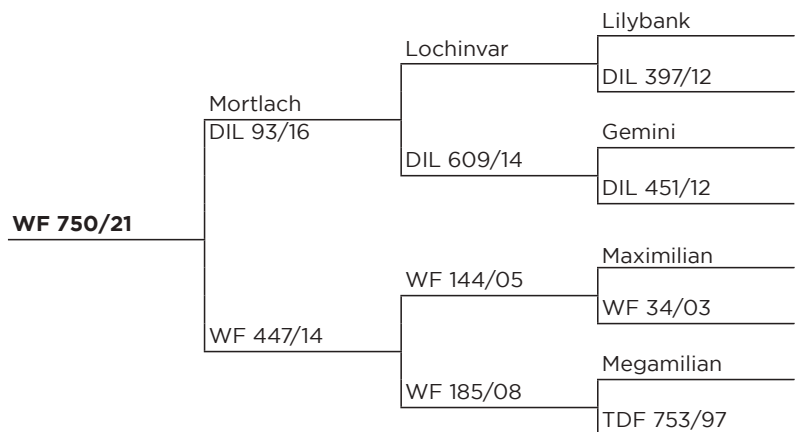 Lilybank
Lochinvar
DIL 397/12
Mortlach
DIL 93/16
Gemini
DIL 609/14
DIL 451/12
WF 750/21
Maximilian
WF 144/05
WF 34/03
WF 447/14
Megamilian
WF 185/08
TDF 753/97